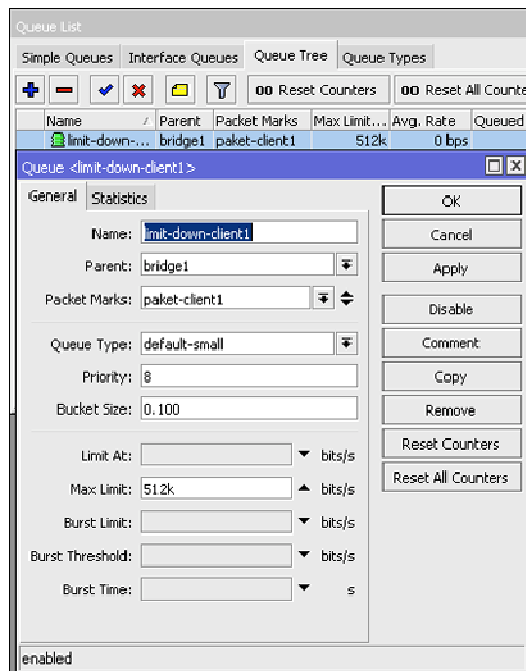 Queue List
Simple Queues Interface Queues Queue Tree Queue Types
00 Reset Counters 00 Reset All Counte
Name Parent Packet Marks Max Limit... Avg. Rate Queued
limit-down-... bridge1 paket-client1 512k 0 bps
Queue <limit-down-client1>
General Statistics
Name: limit-down-client1
Parent: bridge1
Packet Marks: paket-client1
Queue Type: default-small
Priority: 8
Bucket Size: 0.100
Limit At: bits/s
Max Limit: 512k bits/s
Burst Limit: bits/s
Burst Threshold: bits/s
Burst Time: s
OK
Cancel
Apply
Disable
Comment
Copy
Remove
Reset Counters
Reset All Counters
enabled